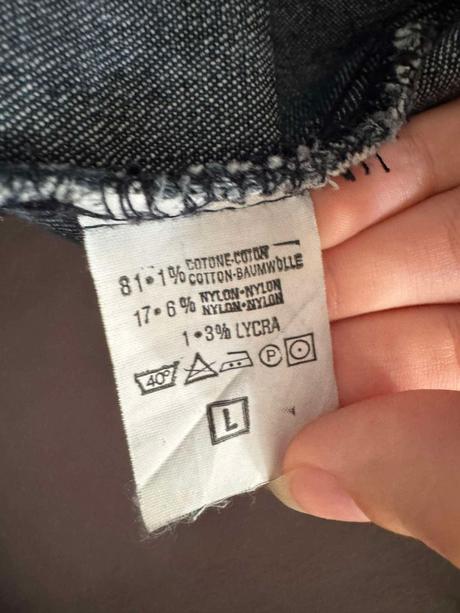 81•1% COTONE-COTON
COTTON-BAUMWOLLE
17•6% NYLON•NYLON
NYLON•NYLON
1•3% LYCRA
40° P
L